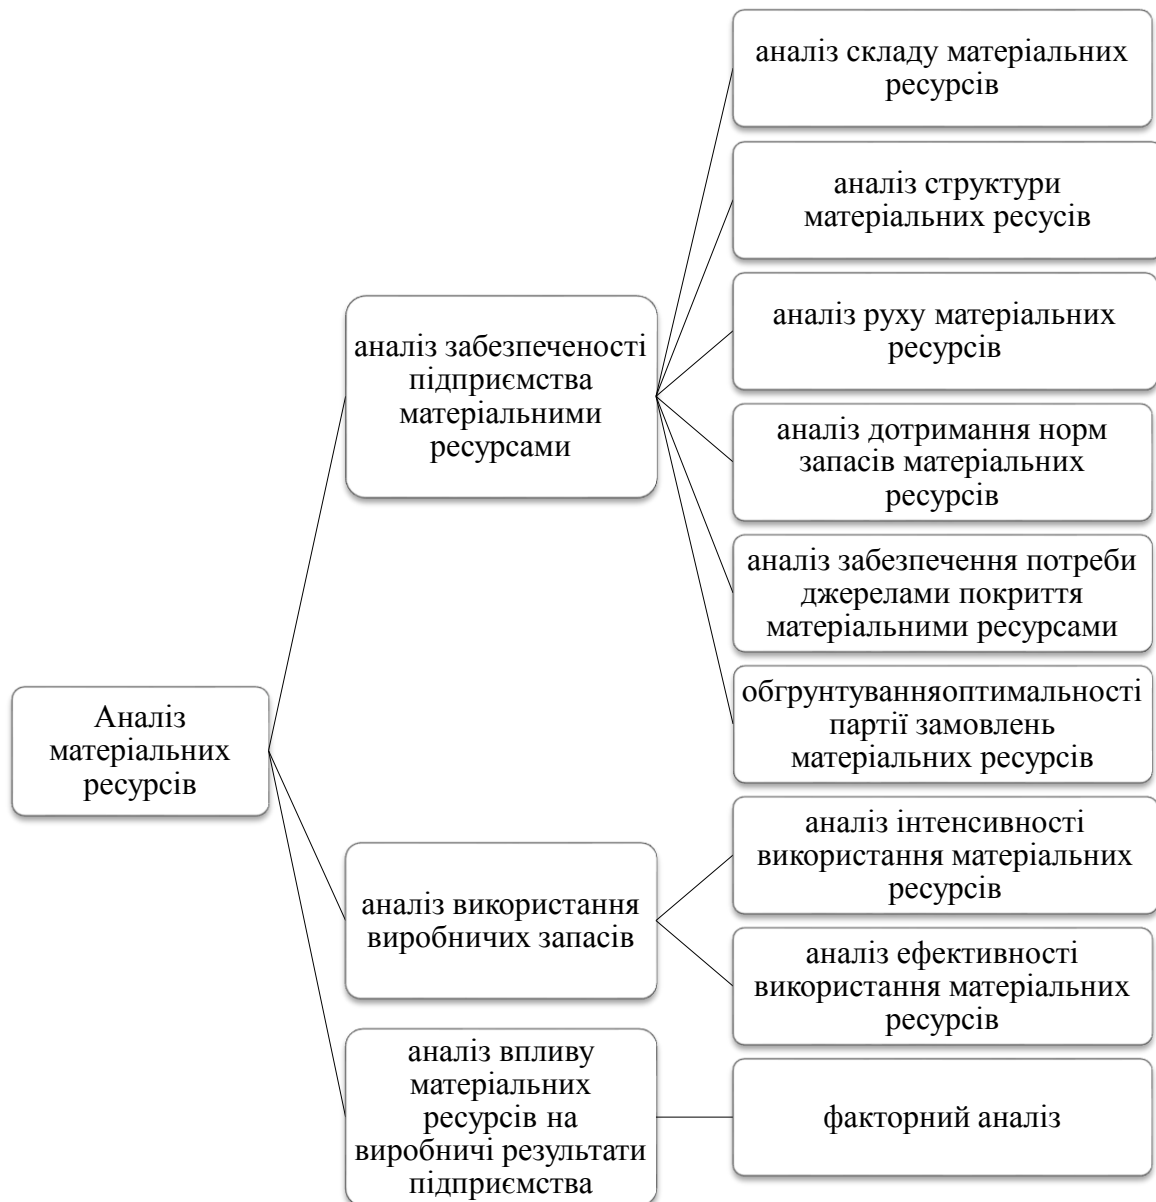 Аналіз
матеріальних
ресурсів
аналіз забезпеченості
підприємства
матеріальними
ресурсами
аналіз складу матеріальних
ресурсів
аналіз структури
матеріальних ресусів
аналіз руху матеріальних
ресурсів
аналіз дотримання норм
запасів матеріальних
ресурсів
аналіз забезпечення потреби
джерелами покриття
матеріальними ресурсами
обгрунтуванняоптимальності
партії замовлень
матеріальних ресурсів
аналіз використання
виробничих запасів
аналіз інтенсивності
використання матеріальних
ресурсів
аналіз ефективності
використання матеріальних
ресурсів
аналіз впливу
матеріальних
ресурсів на
виробничі результати
підприємства
факторний аналіз